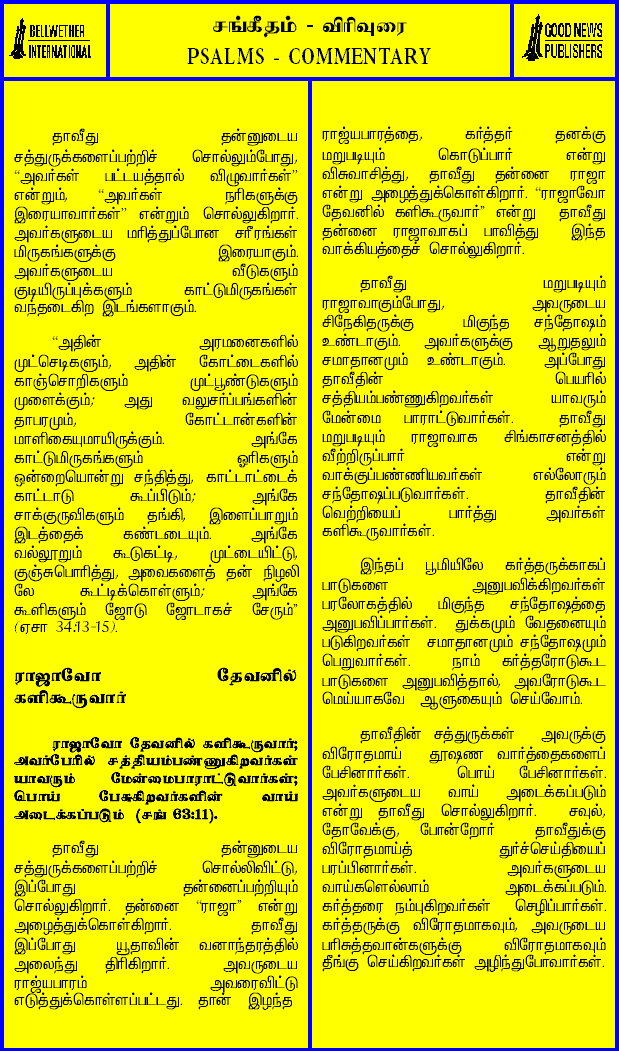 BELLWETHER
INTERNATIONAL
சங்கீதம் - விரிவுரை
PSALMS - COMMENTARY
GOOD NEWS
PUBLISHERS
தாவீது தன்னுடைய
சத்துருக்களைப்பற்றிச் சொல்லும்போது,
“அவர்கள் பட்டயத்தால் விழுவார்கள்”
என்றும், “அவர்கள் நரிகளுக்கு
இரையாவார்கள்” என்றும் சொல்லுகிறார்.
அவர்களுடைய மரித்துப்போன சரீரங்கள்
மிருகங்களுக்கு இரையாகும்.
அவர்களுடைய வீடுகளும்
குடியிருப்புக்களும் காட்டுமிருகங்கள்
வந்தடைகிற இடங்களாகும்.
“அதின் அரமனைகளில்
முட்செடிகளும், அதின் கோட்டைகளில்
காஞ்சொறிகளும் முட்பூண்டுகளும்
முளைக்கும்; அது வலுசர்ப்பங்களின்
தாபரமும், கோட்டான்களின்
மாளிகையுமாயிருக்கும். அங்கே
காட்டுமிருகங்களும் ஓரிகளும்
ஒன்றையொன்று சந்தித்து, காட்டாட்டைக்
காட்டாடு கூப்பிடும்; அங்கே
சாக்குருவிகளும் தங்கி, இளைப்பாறும்
இடத்தைக் கண்டடையும். அங்கே
வல்லூறும் கூடுகட்டி, முட்டையிட்டு,
குஞ்சுபொரித்து, அவைகளைத் தன் நிழலி
லே கூட்டிக்கொள்ளும்; அங்கே
கூளிகளும் ஜோடு ஜோடாகச் சேரும்”
(ஏசா 34:13-15).
ராஜாவோ தேவனில்
களிகூருவார்
ராஜாவோ தேவனில் களிகூருவார்;
அவர்பேரில் சத்தியம்பண்ணுகிறவர்கள்
யாவரும் மேன்மைபாராட்டுவார்கள்;
பொய் பேசுகிறவர்களின் வாய்
அடைக்கப்படும் (சங் 63:11).
தாவீது தன்னுடைய
சத்துருக்களைப்பற்றிச் சொல்லிவிட்டு,
இப்போது தன்னைப்பற்றியும்
சொல்லுகிறார். தன்னை “ராஜா” என்று
அழைத்துக்கொள்கிறார். தாவீது
இப்போது யூதாவின் வனாந்தரத்தில்
அலைந்து திரிகிறார். அவருடைய
ராஜ்யபாரம் அவரைவிட்டு
எடுத்துக்கொள்ளப்பட்டது. தான் இழந்த
ராஜ்யபாரத்தை, கர்த்தர் தனக்கு
மறுபடியும் கொடுப்பார் என்று
விசுவாசித்து, தாவீது தன்னை ராஜா
என்று அழைத்துக்கொள்கிறார். “ராஜாவோ
தேவனில் களிகூருவார்” என்று தாவீது
தன்னை ராஜாவாகப் பாவித்து இந்த
வாக்கியத்தைச் சொல்லுகிறார்.
தாவீது மறுபடியும்
ராஜாவாகும்போது, அவருடைய
சிநேகிதருக்கு மிகுந்த சந்தோஷம்
உண்டாகும். அவர்களுக்கு ஆறுதலும்
சமாதானமும் உண்டாகும். அப்போது
தாவீதின் பெயரில்
சத்தியம்பண்ணுகிறவர்கள் யாவரும்
மேன்மை பாராட்டுவார்கள். தாவீது
மறுபடியும் ராஜாவாக சிங்காசனத்தில்
வீற்றிருப்பார் என்று
வாக்குப்பண்ணியவர்கள் எல்லோரும்
சந்தோஷப்படுவார்கள். தாவீதின்
வெற்றியைப் பார்த்து அவர்கள்
களிகூருவார்கள்.
இந்தப் பூமியிலே கர்த்தருக்காகப்
பாடுகளை அனுபவிக்கிறவர்கள்
பரலோகத்தில் மிகுந்த சந்தோஷத்தை
அனுபவிப்பார்கள். துக்கமும் வேதனையும்
படுகிறவர்கள் சமாதானமும் சந்தோஷமும்
பெறுவார்கள். நாம் கர்த்தரோடுகூட
பாடுகளை அனுபவித்தால், அவரோடுகூட
மெய்யாகவே ஆளுகையும் செய்வோம்.
தாவீதின் சத்துருக்கள் அவருக்கு
விரோதமாய் தூஷண வார்த்தைகளைப்
பேசினார்கள். பொய் பேசினார்கள்.
அவர்களுடைய வாய் அடைக்கப்படும்
என்று தாவீது சொல்லுகிறார். சவுல்,
தோவேக்கு, போன்றோர் தாவீதுக்கு
விரோதமாய்த் துர்ச்செய்தியைப்
பரப்பினார்கள். அவர்களுடைய
வாய்களெல்லாம் அடைக்கப்படும்.
கர்த்தரை நம்புகிறவர்கள் செழிப்பார்கள்.
கர்த்தருக்கு விரோதமாகவும், அவருடைய
பரிசுத்தவான்களுக்கு விரோதமாகவும்
தீங்கு செய்கிறவர்கள் அழிந்துபோவார்கள்.